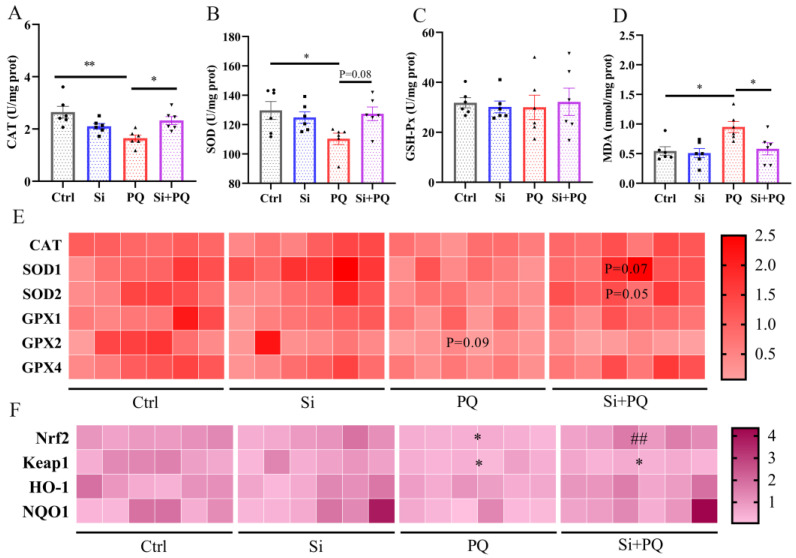 A
B
C
D
CAT (U/mg prot)
6
4
2
0
**
*
Ctrl
Si
PQ
Si+PQ
SOD (U/mg prot)
180
160
140
120
100
80
*
P=0.08
Ctrl
Si
PQ
Si+PQ
GSH-Px (U/mg prot)
60
40
20
0
Ctrl
Si
PQ
Si+PQ
MDA (nmol/mg prot)
2.5
2.0
1.5
1.0
0.5
0.0
*
*
Ctrl
Si
PQ
Si+PQ
E
CAT
SOD1
SOD2
GPX1
GPX2
GPX4
P=0.07
P=0.05
P=0.09
2.5
2.0
1.5
1.0
0.5
Ctrl
Si
PQ
Si+PQ
F
Nrf2
Keap1
HO-1
NQO1
*
##
*
*
4
3
2
1
Ctrl
Si
PQ
Si+PQ